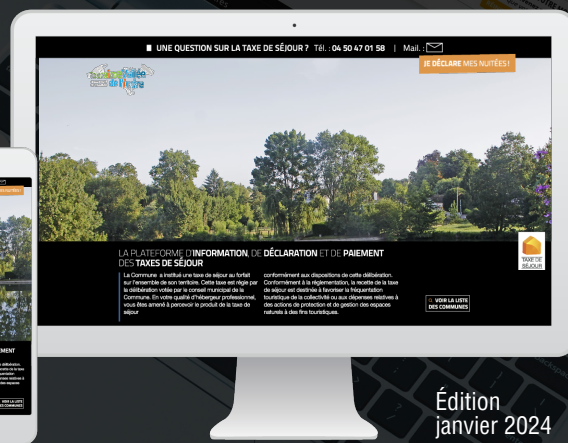 UNE QUESTION SUR LA TAXE DE SÉJOUR ? Tél. : 04 50 47 01 58 | Mail. :
JE DÉCLARE MES NUITÉES !
Vallée
de l'
LA PLATEFORME D'INFORMATION, DE DÉCLARATION ET DE PAIEMENT
DES TAXES DE SÉJOUR
La Commune a institué une taxe de séjour au forfait
sur l'ensemble de son territoire. Cette taxe est régie par
la délibération votée par le conseil municipal de la
Commune. En votre qualité d'hébergeur professionnel,
vous êtes amené à percevoir le produit de la taxe de
séjour
conformément aux dispositions de cette délibération.
Conformément à la réglementation, la recette de la taxe
de séjour est destinée à favoriser la fréquentation
touristique de la collectivité ou aux dépenses relatives à
des actions de protection et de gestion des espaces
naturels à des fins touristiques.
TAXE DE
SÉJOUR
VOIR LA LISTE
DES COMMUNES
Édition
janvier 2024